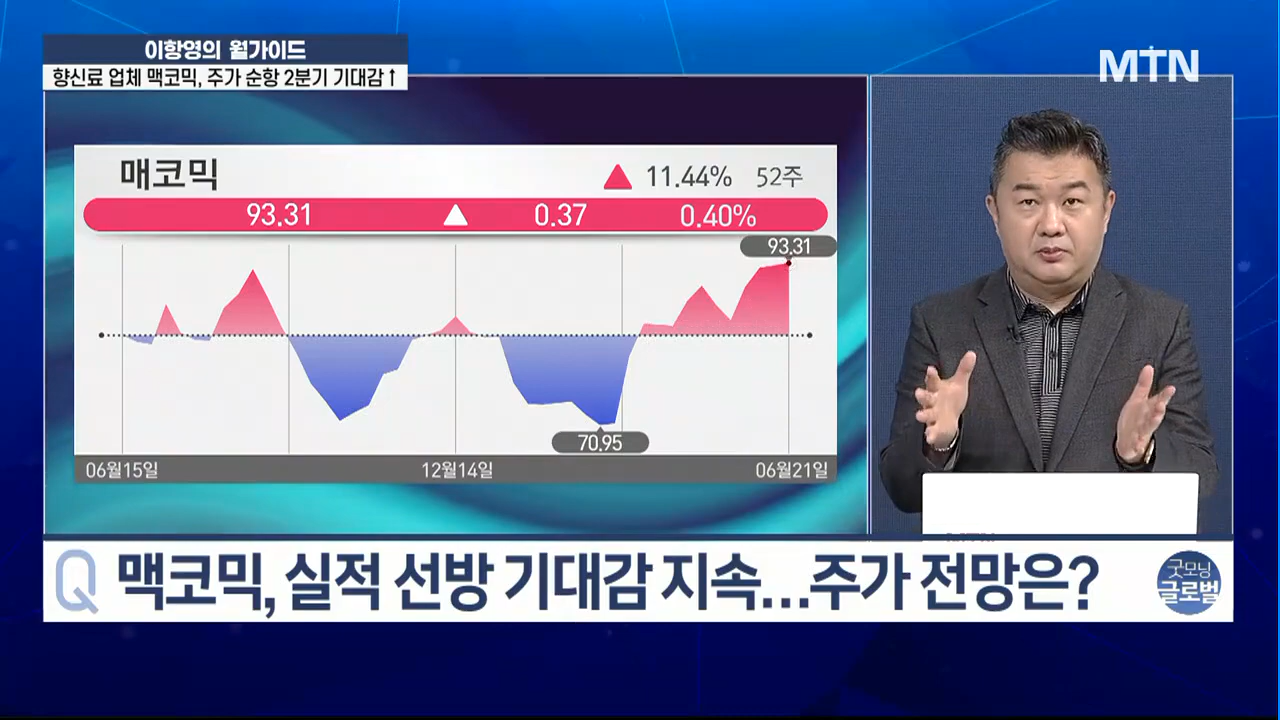 이항영의 월가이드
향신료 업체 맥코믹, 주가 순항 2분기 기대감↑
MTN
매코믹
▲ 11.44% 52주
93.31 ▲ 0.37 0.40%
93.31
70.95
06월15일 12월14일 06월21일
Q 맥코믹, 실적 선방 기대감 지속...주가 전망은?
굿모닝
글로벌